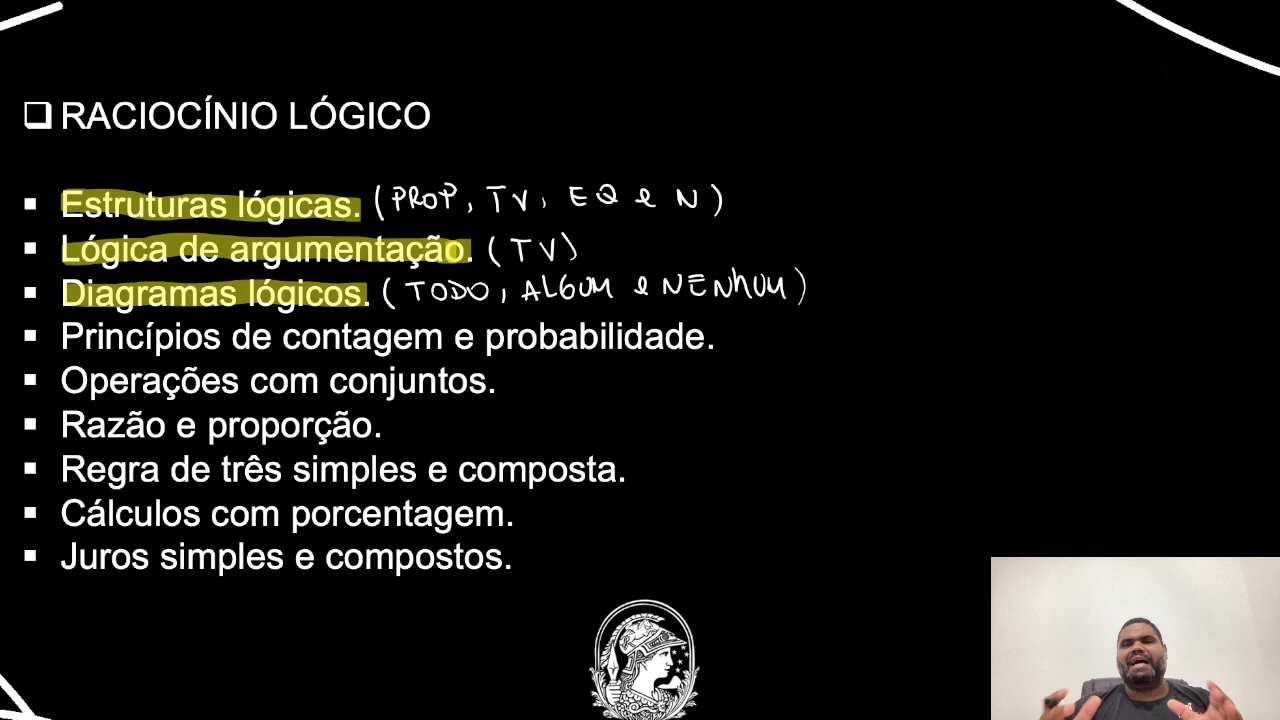 ❑ RACIOCÍNIO LÓGICO
▪ Estruturas lógicas. (PROP, TV, EQ e N)
▪ Lógica de argumentação. (TV)
▪ Diagramas lógicos. (TODO, ALGUM e NENHUM)
▪ Princípios de contagem e probabilidade.
▪ Operações com conjuntos.
▪ Razão e proporção.
▪ Regra de três simples e composta.
▪ Cálculos com porcentagem.
▪ Juros simples e compostos.